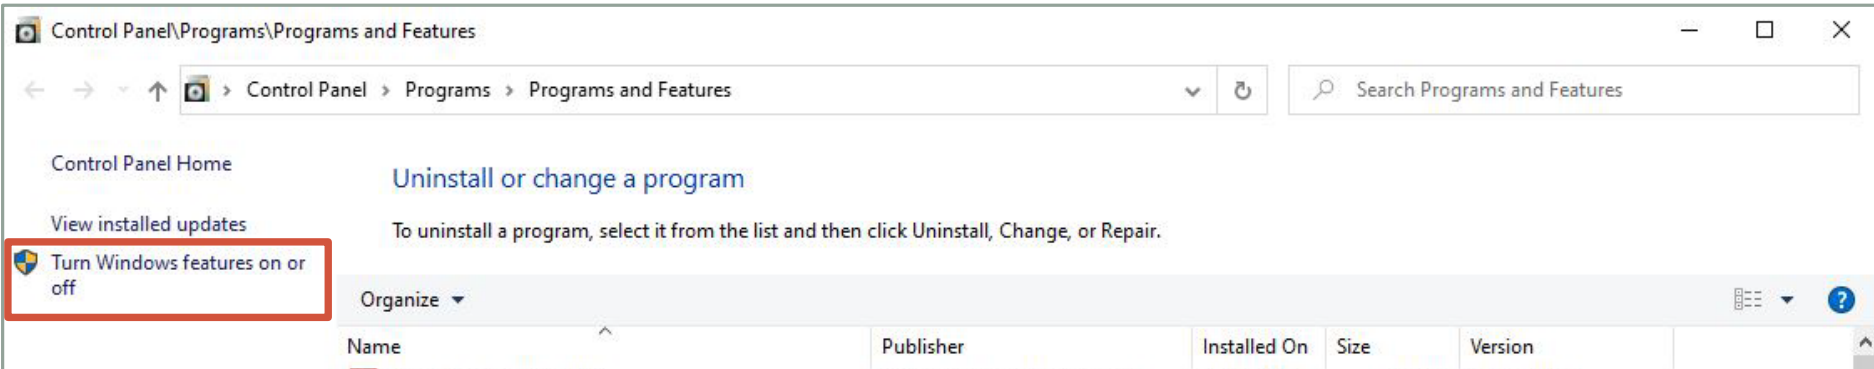 Control Panel\Programs\Programs and Features
Control Panel > Programs > Programs and Features
Search Programs and Features
Control Panel Home
View installed updates
Turn Windows features on or
off
Uninstall or change a program
To uninstall a program, select it from the list and then click Uninstall, Change, or Repair.
Organize
?
Name Publisher Installed On Size Version